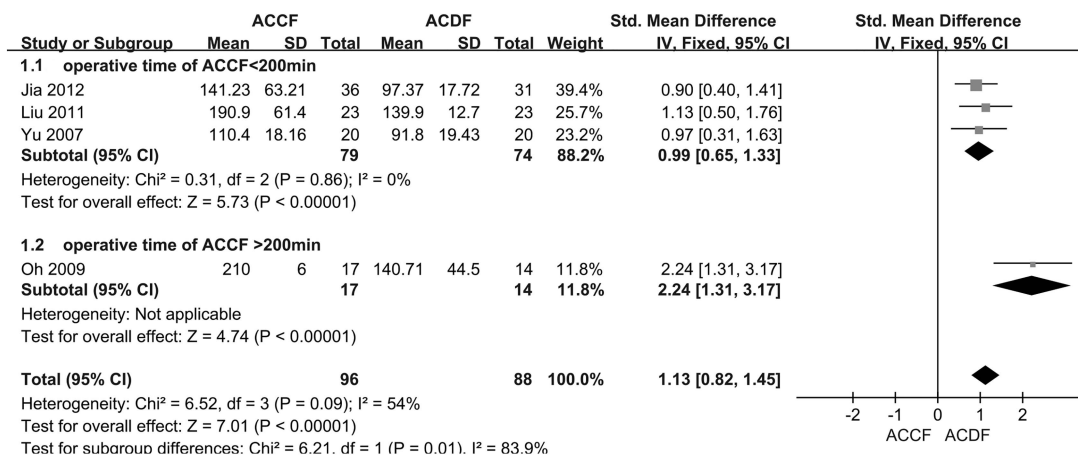 ACCF ACDF Std. Mean Difference Std. Mean Difference
Study or Subgroup Mean SD Total Mean SD Total Weight IV, Fixed, 95% CI IV, Fixed, 95% CI
1.1 operative time of ACCF<200min
Jia 2012 141.23 63.21 36 97.37 17.72 31 39.4% 0.90 [0.40, 1.41]
Liu 2011 190.9 61.4 23 139.9 12.7 23 25.7% 1.13 [0.50, 1.76]
Yu 2007 110.4 18.16 20 91.8 19.43 20 23.2% 0.97 [0.31, 1.63]
Subtotal (95% CI) 79 74 88.2% 0.99 [0.65, 1.33]
Heterogeneity: Chi² = 0.31, df = 2 (P = 0.86); I² = 0%
Test for overall effect: Z = 5.73 (P < 0.00001)
1.2 operative time of ACCF >200min
Oh 2009 210 6 17 140.71 44.5 14 11.8% 2.24 [1.31, 3.17]
Subtotal (95% CI) 17 14 11.8% 2.24 [1.31, 3.17]
Heterogeneity: Not applicable
Test for overall effect: Z = 4.74 (P < 0.00001)
Total (95% CI) 96 88 100.0% 1.13 [0.82, 1.45]
Heterogeneity: Chi² = 6.52, df = 3 (P = 0.09); I² = 54%
Test for overall effect: Z = 7.01 (P < 0.00001)
Test for subgroup differences: Chi² = 6.21, df = 1 (P = 0.01), I² = 83.9%
-2 -1 0 1 2
ACCF ACDF